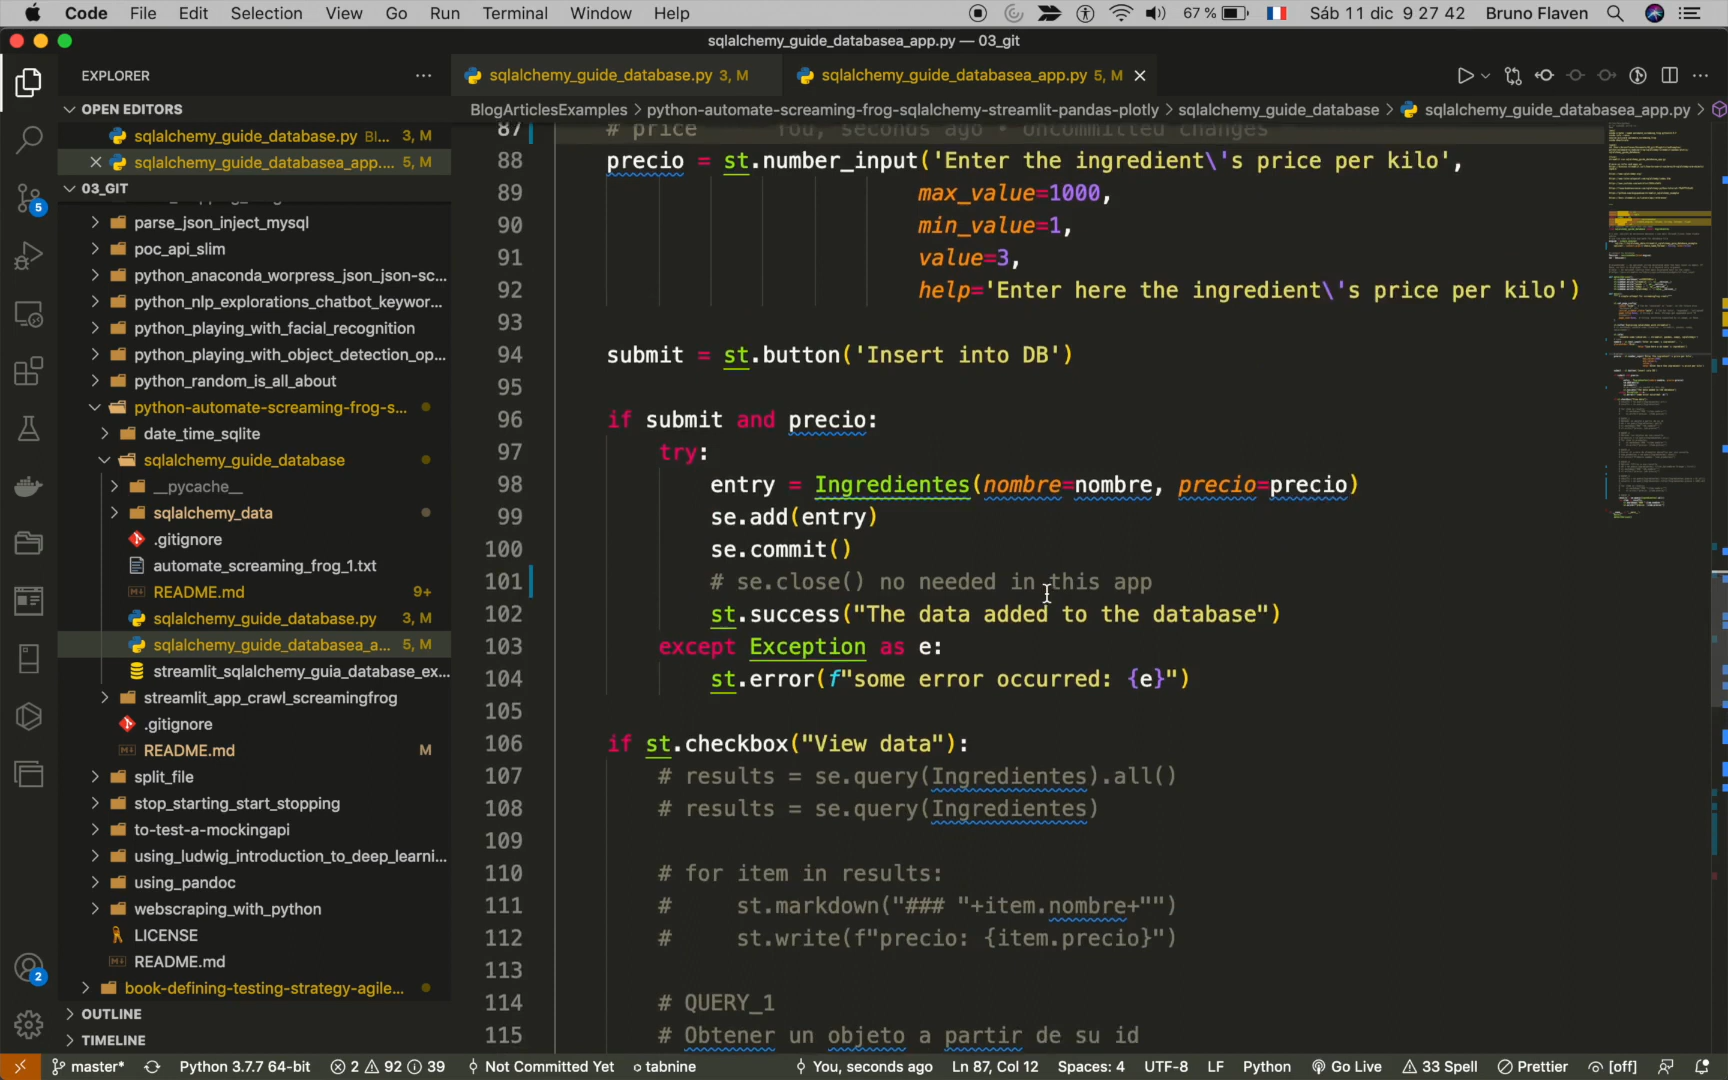 Code File Edit Selection View Go Run Terminal Window Help 67 % Sáb 11 dic 9 27 42 Bruno Flaven
sqlalchemy_guide_databasea_app.py — 03_git
EXPLORER
sqlalchemy_guide_database.py 3, M
sqlalchemy_guide_databasea_app.py 5, M
BlogArticlesExamples > python-automate-screaming-frog-sqlalchemy-streamlit-pandas-plotly > sqlalchemy_guide_database > sqlalchemy_guide_databasea_app.py >
OPEN EDITORS
sqlalchemy_guide_database.py Bl... 3, M
sqlalchemy_guide_databasea_app.... 5, M
03_GIT
parse_json_inject_mysql
poc_api_slim
python_anaconda_worpress_json_json-sc...
python_nlp_explorations_chatbot_keywor...
python_playing_with_facial_recognition
python_playing_with_object_detection_op...
python_random_is_all_about
python-automate-screaming-frog-s...
date_time_sqlite
sqlalchemy_guide_database
__pycache__
sqlalchemy_data
.gitignore
automate_screaming_frog_1.txt
README.md 9+
sqlalchemy_guide_database.py 3, M
sqlalchemy_guide_databasea_a... 5, M
streamlit_sqlalchemy_guia_database_ex...
streamlit_app_crawl_screamingfrog
.gitignore
README.md M
split_file
stop_starting_start_stopping
to-test-a-mockingapi
using_ludwig_introduction_to_deep_learni...
using_pandoc
webscraping_with_python
LICENSE
README.md
book-defining-testing-strategy-agile...
OUTLINE
TIMELINE
5
2
87 # price You, seconds ago • Uncommitted changes
88 precio = st.number_input('Enter the ingredient\'s price per kilo',
89 max_value=1000,
90 min_value=1,
91 value=3,
92 help='Enter here the ingredient\'s price per kilo')
93
94 submit = st.button('Insert into DB')
95
96 if submit and precio:
97 try:
98 entry = Ingredientes(nombre=nombre, precio=precio)
99 se.add(entry)
100 se.commit()
101 # se.close() no needed in this app
102 st.success("The data added to the database")
103 except Exception as e:
104 st.error(f"some error occurred: {e}")
105
106 if st.checkbox("View data"):
107 # results = se.query(Ingredientes).all()
108 # results = se.query(Ingredientes)
109
110 # for item in results:
111 # st.markdown("### "+item.nombre+"")
112 # st.write(f"precio: {item.precio}")
113
114 # QUERY_1
115 # Obtener un objeto a partir de su id
master* Python 3.7.7 64-bit 2 92 39 Not Committed Yet tabnine You, seconds ago Ln 87, Col 12 Spaces: 4 UTF-8 LF Python Go Live 33 Spell Prettier [off]